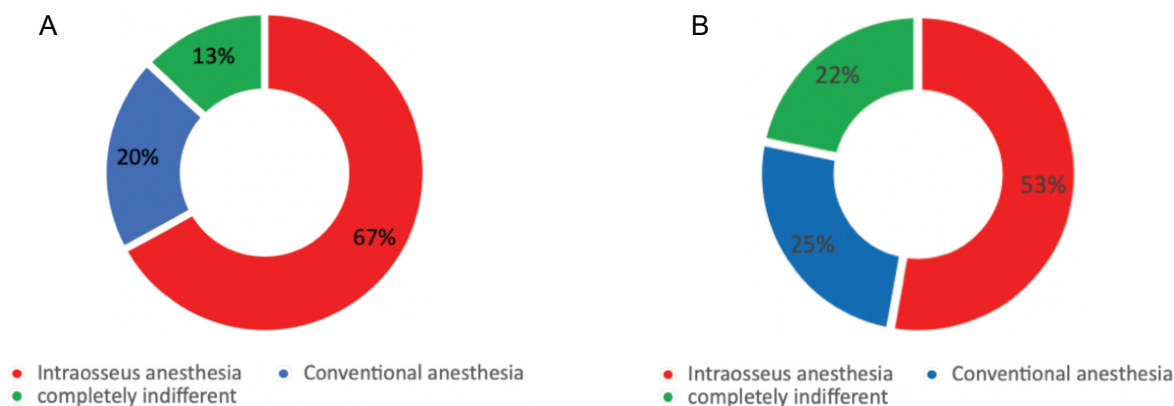 A
13%
20%
67%
Intraosseus anesthesia
Conventional anesthesia
completely indifferent
B
22%
53%
25%
Intraosseus anesthesia
Conventional anesthesia
completely indifferent